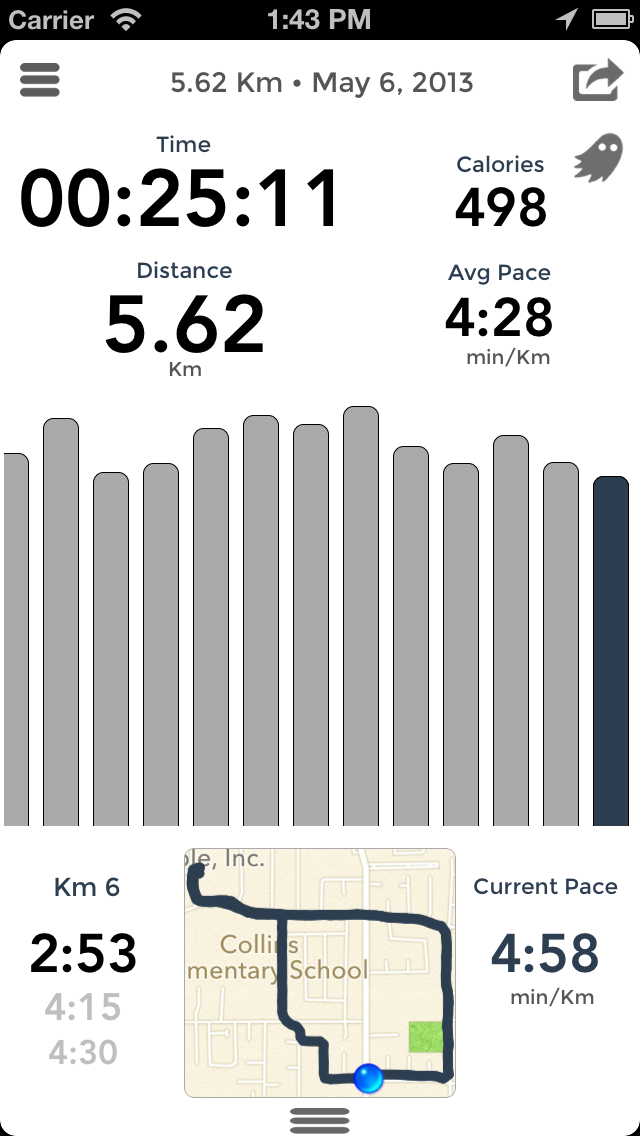 Carrier 1:43 PM
5.62 Km • May 6, 2013
Time
00:25:11
Calories
498
Distance
5.62
Km
Avg Pace
4:28
min/Km
Km 6
2:53
4:15
4:30
ple, Inc.
Collins
mentary School
Current Pace
4:58
min/Km